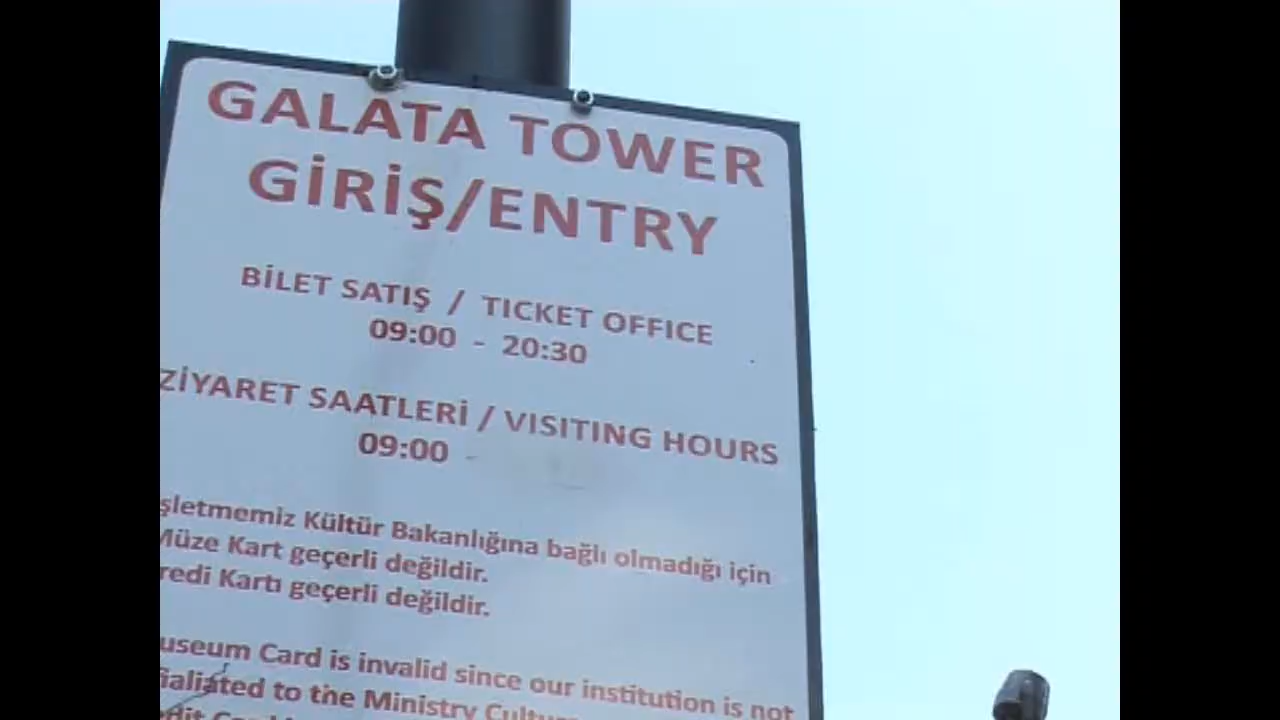 GALATA TOWER
GİRİŞ/ENTRY
BİLET SATIŞ / TICKET OFFICE
09:00 - 20:30
ZİYARET SAATLERİ / VISITING HOURS
09:00 -
şletmemiz Kültür Bakanlığına bağlı olmadığı için
Müze Kart geçerli değildir.
redi Kartı geçerli değildir.
useum Card is invalid since our institution is not
to the Ministry